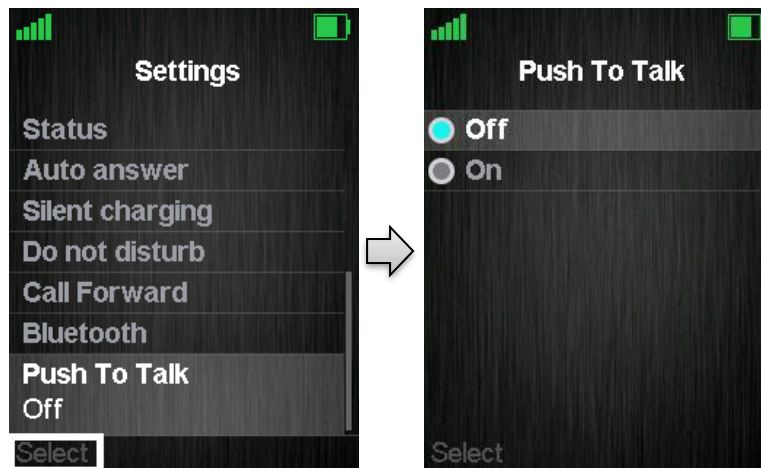 Settings
Status
Auto answer
Silent charging
Do not disturb
Call Forward
Bluetooth
Push To Talk
Off
Select
Push To Talk
Off
On
Select